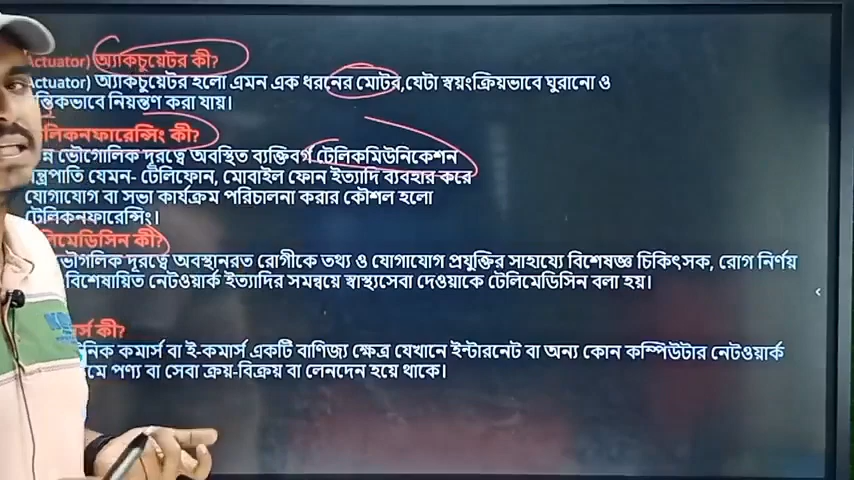 Actuator) অ্যাকচুয়েটর কী?
Actuator) অ্যাকচুয়েটর হলো এমন এক ধরনের মোটর,যেটা স্বয়ংক্রিয়ভাবে ঘুরানো ও
ন্ত্রিকভাবে নিয়ন্তণ করা যায়।
লিকনফারেন্সিং কী?
ন্ন ভৌগোলিক দূরত্বে অবস্থিত ব্যক্তিবর্গ টেলিকমিউনিকেশন
ন্ত্রপাতি যেমন- টেলিফোন, মোবাইল ফোন ইত্যাদি ব্যবহার করে
যোগাযোগ বা সভা কার্যক্রম পরিচালনা করার কৌশল হলো
টেলিকনফারেন্সিং।
লিমেডিসিন কী?
ভৌগলিক দূরত্বে অবস্থানরত রোগীকে তথ্য ও যোগাযোগ প্রযুক্তির সাহায্যে বিশেষজ্ঞ চিকিৎসক, রোগ নির্ণয়
বিশেষায়িত নেটওয়ার্ক ইত্যাদির সমন্বয়ে স্বাস্থ্যসেবা দেওয়াকে টেলিমেডিসিন বলা হয়।
র্স কী?
নিক কমার্স বা ই-কমার্স একটি বাণিজ্য ক্ষেত্র যেখানে ইন্টারনেট বা অন্য কোন কম্পিউটার নেটওয়ার্ক
মে পণ্য বা সেবা ক্রয়-বিক্রয় বা লেনদেন হয়ে থাকে।